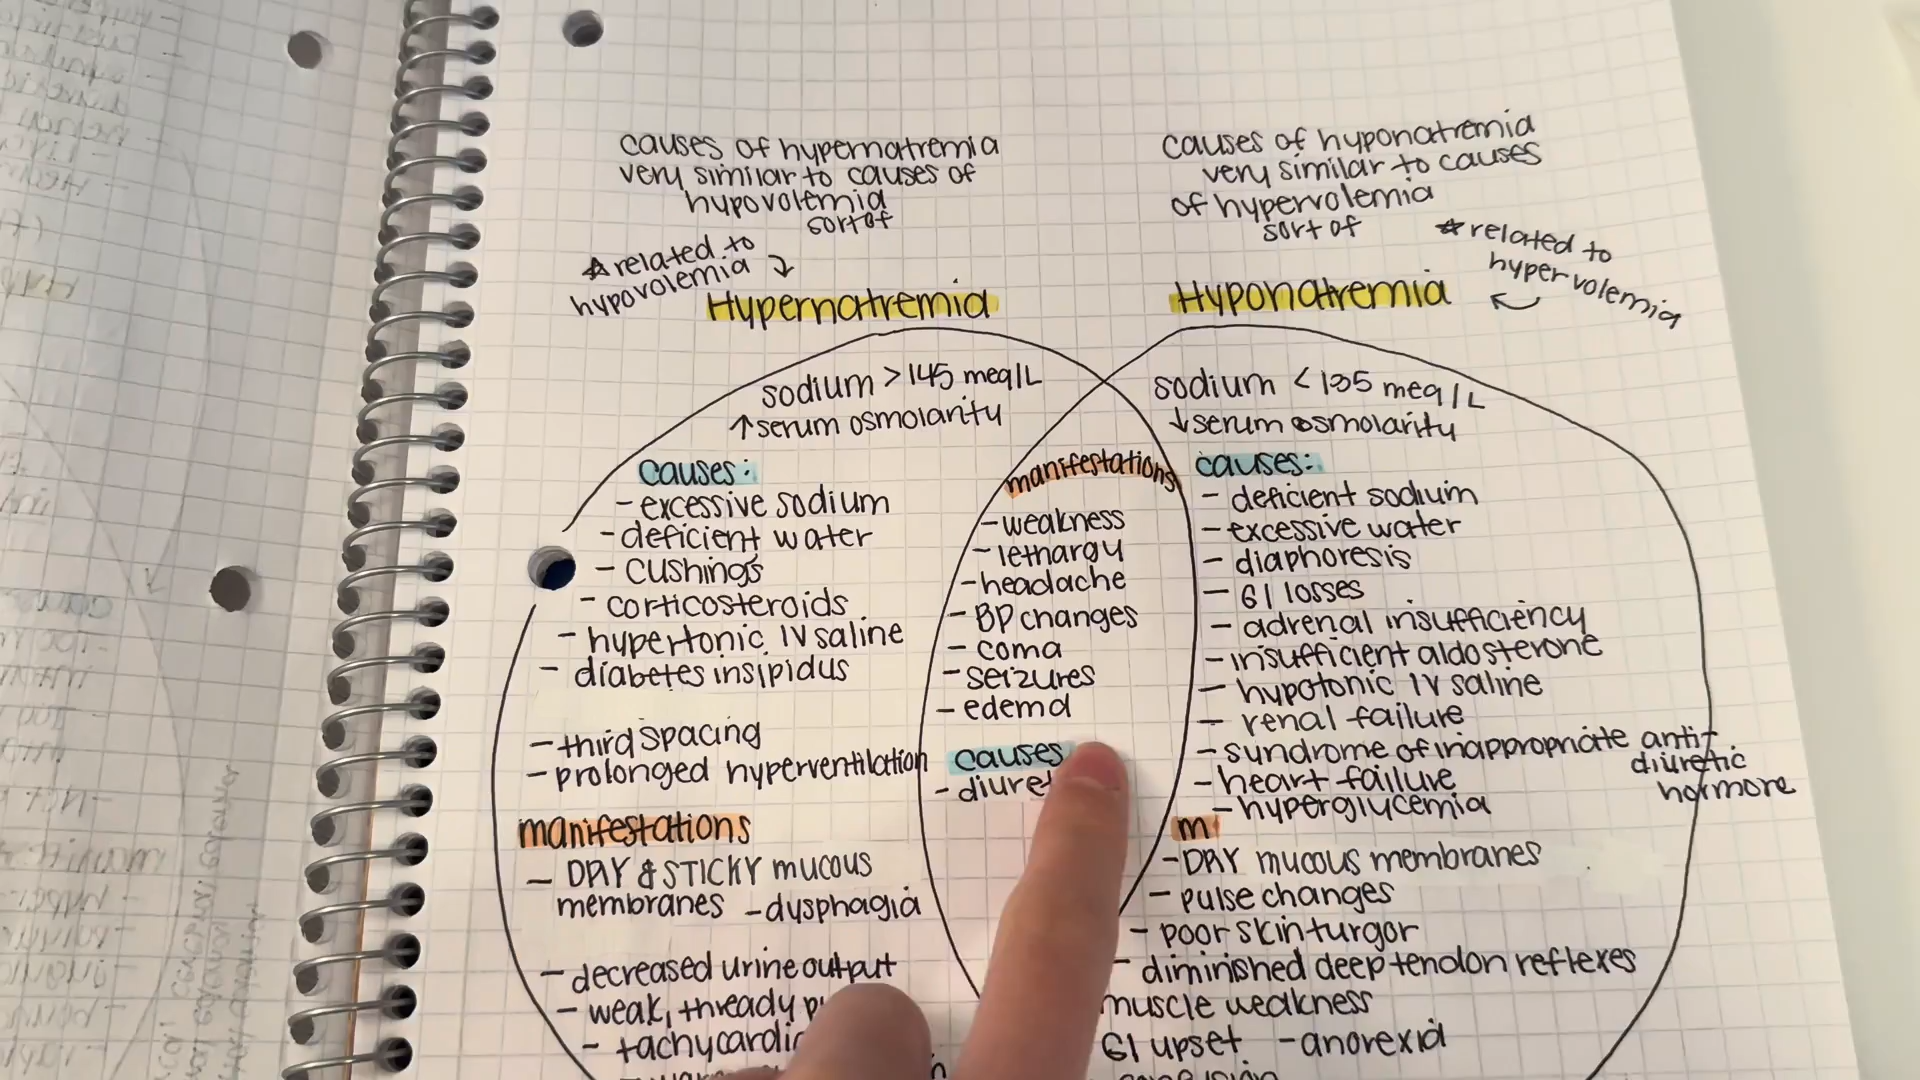 causes of hypernatremia
very similar to causes of
hypovolemia
sort of
☆ related to
hypovolemia
Hypernatremia
sodium > 145 meq/L
↑ serum osmolarity
causes:
- excessive sodium
- deficient water
- cushings
- corticosteroids
- hypertonic IV saline
- diabetes insipidus
- third spacing
- prolonged hyperventilation
manifestations
- DRY & STICKY mucous
membranes - dysphagia
- decreased urine output
- weak, thready
- tachycardic
manifestations
- weakness
- lethargy
- headache
- BP changes
- coma
- seizures
- edema
causes
causes of hyponatremia
very similar to causes
of hypervolemia
sort of
☆ related to
hypervolemia
Hyponatremia
sodium < 135 meq/L
↓ serum osmolarity
causes:
- deficient sodium
- excessive water
- diaphoresis
- GI losses
- adrenal insufficiency
- insufficient aldosterone
- hypotonic IV saline
- renal failure
- syndrome of inappropriate anti-
diuretic
hormore
- heart failure
- hyperglycemia
m
- DRY mucous membranes
- pulse changes
- poor skin turgor
- diminished deep tendon reflexes
muscle weakness
GI upset - anorexia